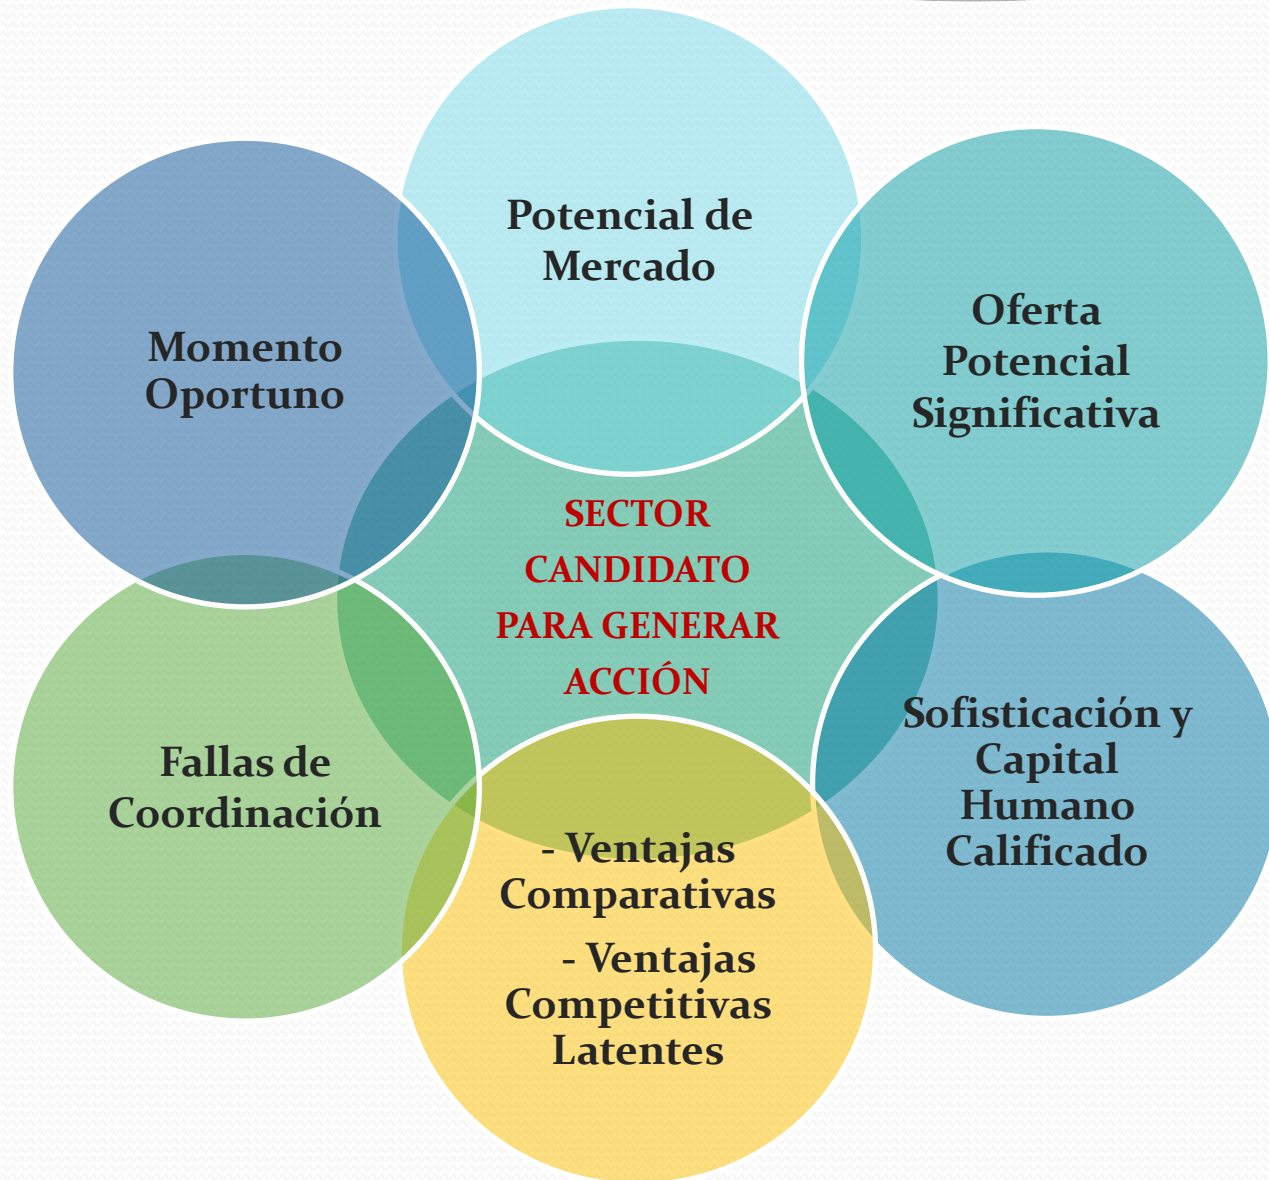 Potencial de
Mercado
Oferta
Potencial
Significativa
Momento
Oportuno
SECTOR
CANDIDATO
PARA GENERAR
ACCIÓN
Sofisticación y
Capital
Humano
Calificado
Fallas de
Coordinación
- Ventajas
Comparativas
- Ventajas
Competitivas
Latentes